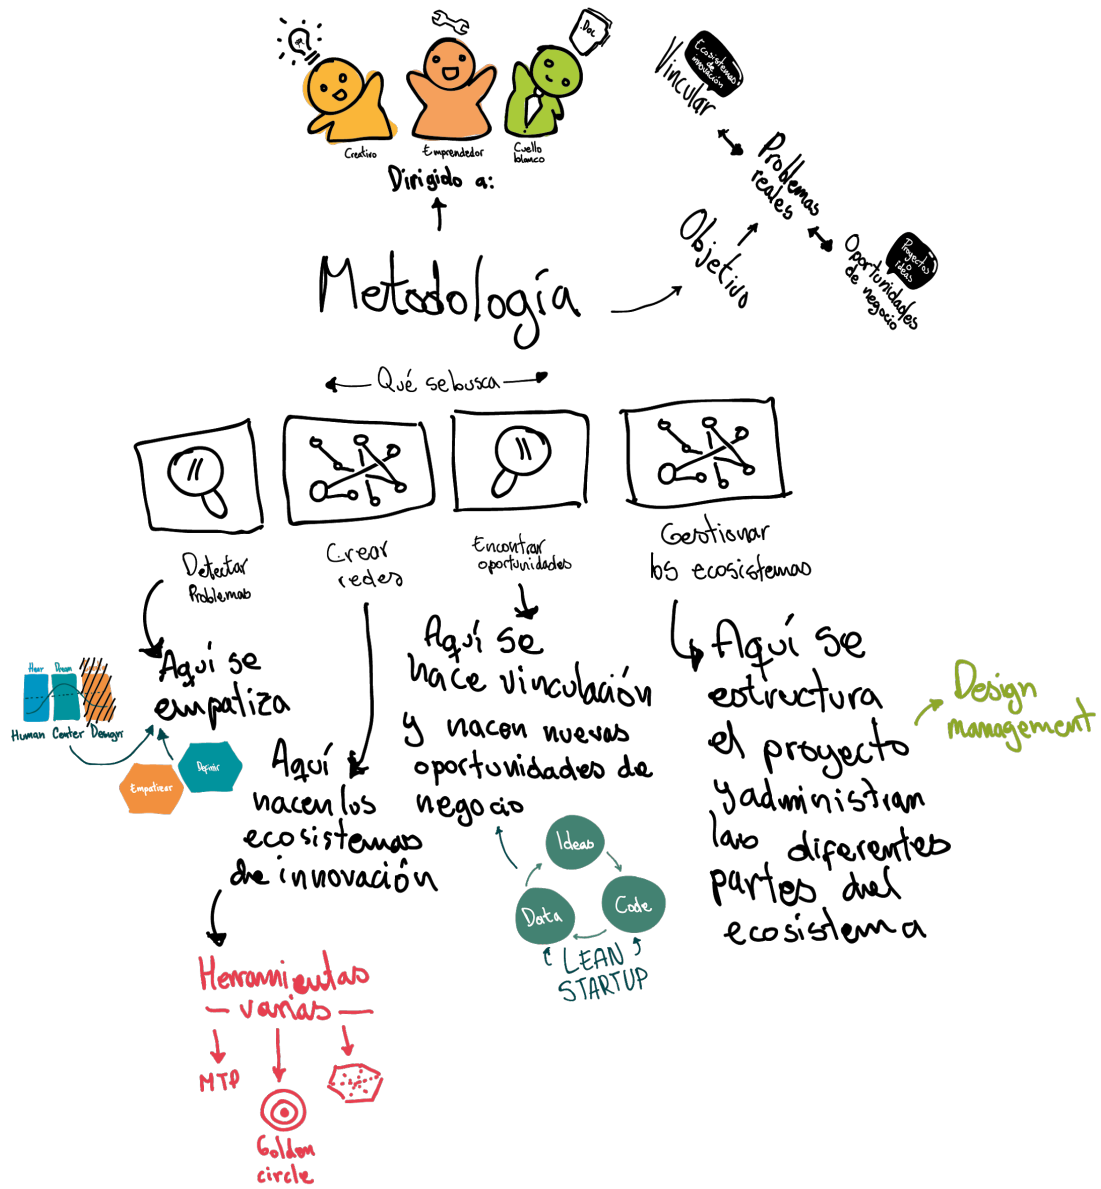 .Doc
Creativo
Emprendedor
Cuello
blanco
Dirigido a:
Ecosistemas
de
innovación
Vincular
Problemas
reales
Proyectos
o
ideas
Oportunidades
de negocio
Objetivo
Metodología
Qué se busca
Detectar
Problemas
Crear
redes
Encontrar
oportunidades
Gestionar
los ecosistemas
Aquí se
empatiza
Hear Dream
Human Center Design
Empatizar
Definir
Aquí
nacen los
ecosistemas
de innovación
Herramientas
varias
MTP
Golden
circle
Aquí se
hace vinculación
y nacen nuevas
oportunidades de
negocio
Ideas
Data
Code
LEAN
STARTUP
Aquí se
estructura
el proyecto
y administran
las diferentes
partes del
ecosistema
Design
management